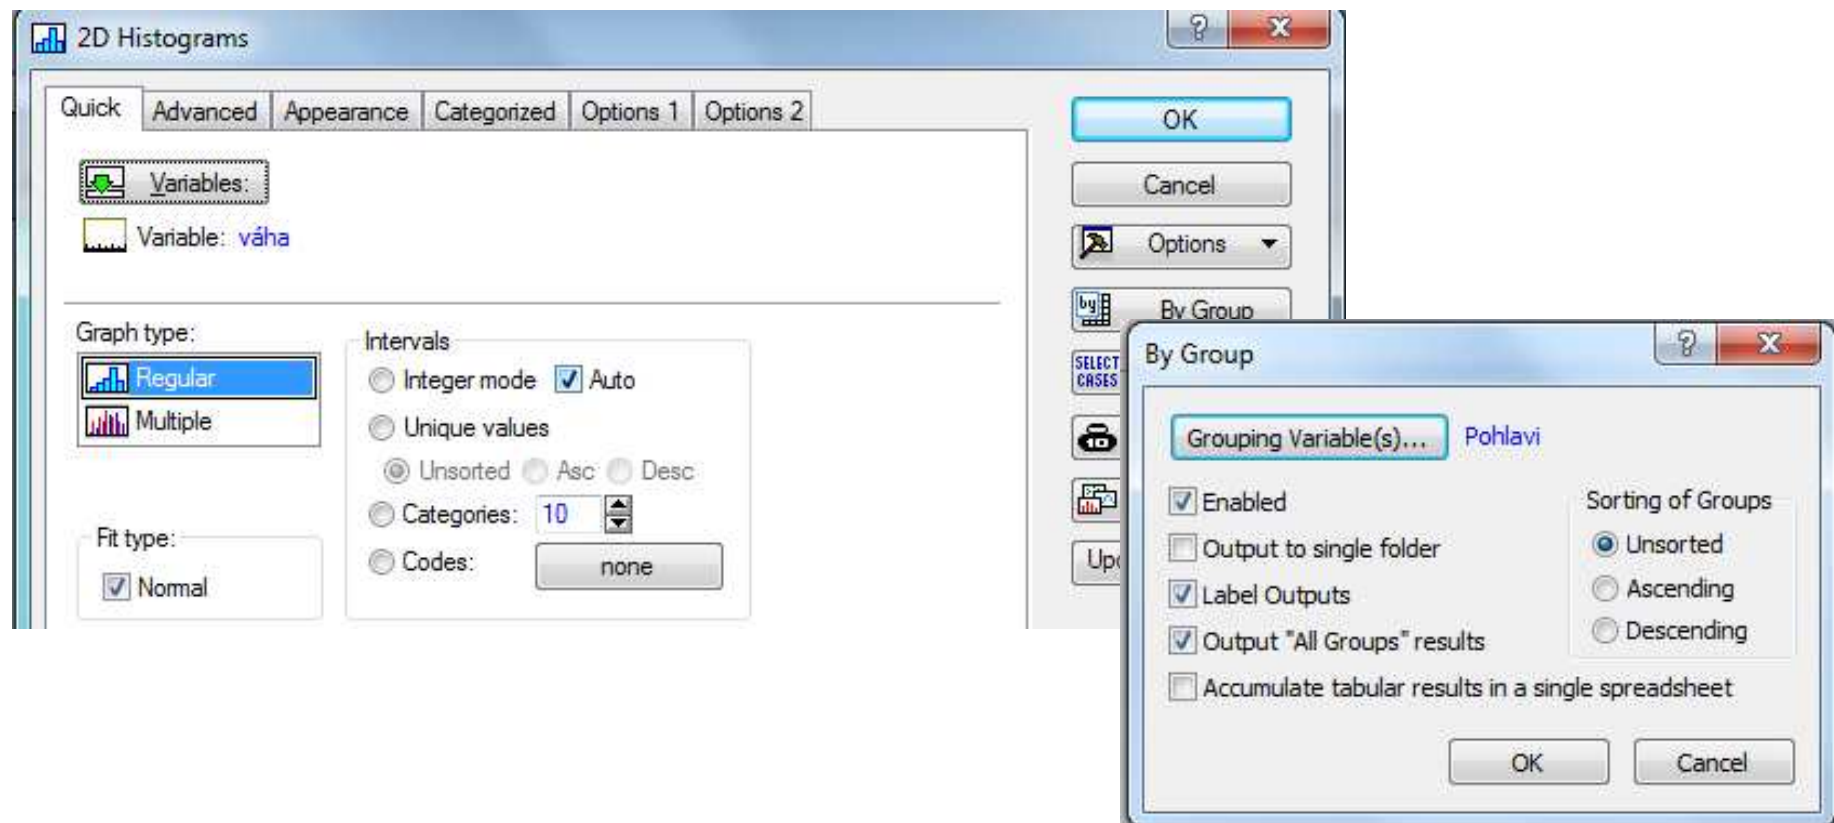 2D Histograms
Quick Advanced Appearance Categorized Options 1 Options 2
Variables:
Variable: váha
Graph type:
Regular
Multiple
Fit type:
Normal
Intervals
Integer mode Auto
Unique values
Unsorted Asc Desc
Categories: 10
Codes: none
OK
Cancel
Options
by By Group
SELECT
CASES
By Group
Grouping Variable(s)... Pohlavi
Enabled
Output to single folder
Label Outputs
Output "All Groups" results
Accumulate tabular results in a single spreadsheet
Sorting of Groups
Unsorted
Ascending
Descending
OK Cancel